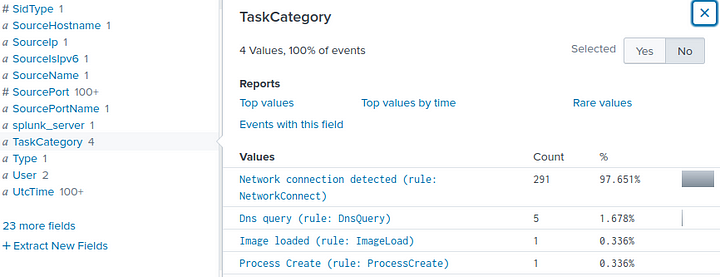 # SidType 1
a SourceHostname 1
a SourceIp 1
a SourceIsIpv6 1
a SourceName 1
# SourcePort 100+
a SourcePortName 1
a splunk_server 1
a TaskCategory 4
a Type 1
a User 2
a UtcTime 100+
23 more fields
+ Extract New Fields
TaskCategory
4 Values, 100% of events
Selected Yes No
Reports
Top values Top values by time Rare values
Events with this field
Values Count %
Network connection detected (rule: 291 97.651%
NetworkConnect)
Dns query (rule: DnsQuery) 5 1.678%
Image loaded (rule: ImageLoad) 1 0.336%
Process Create (rule: ProcessCreate) 1 0.336%